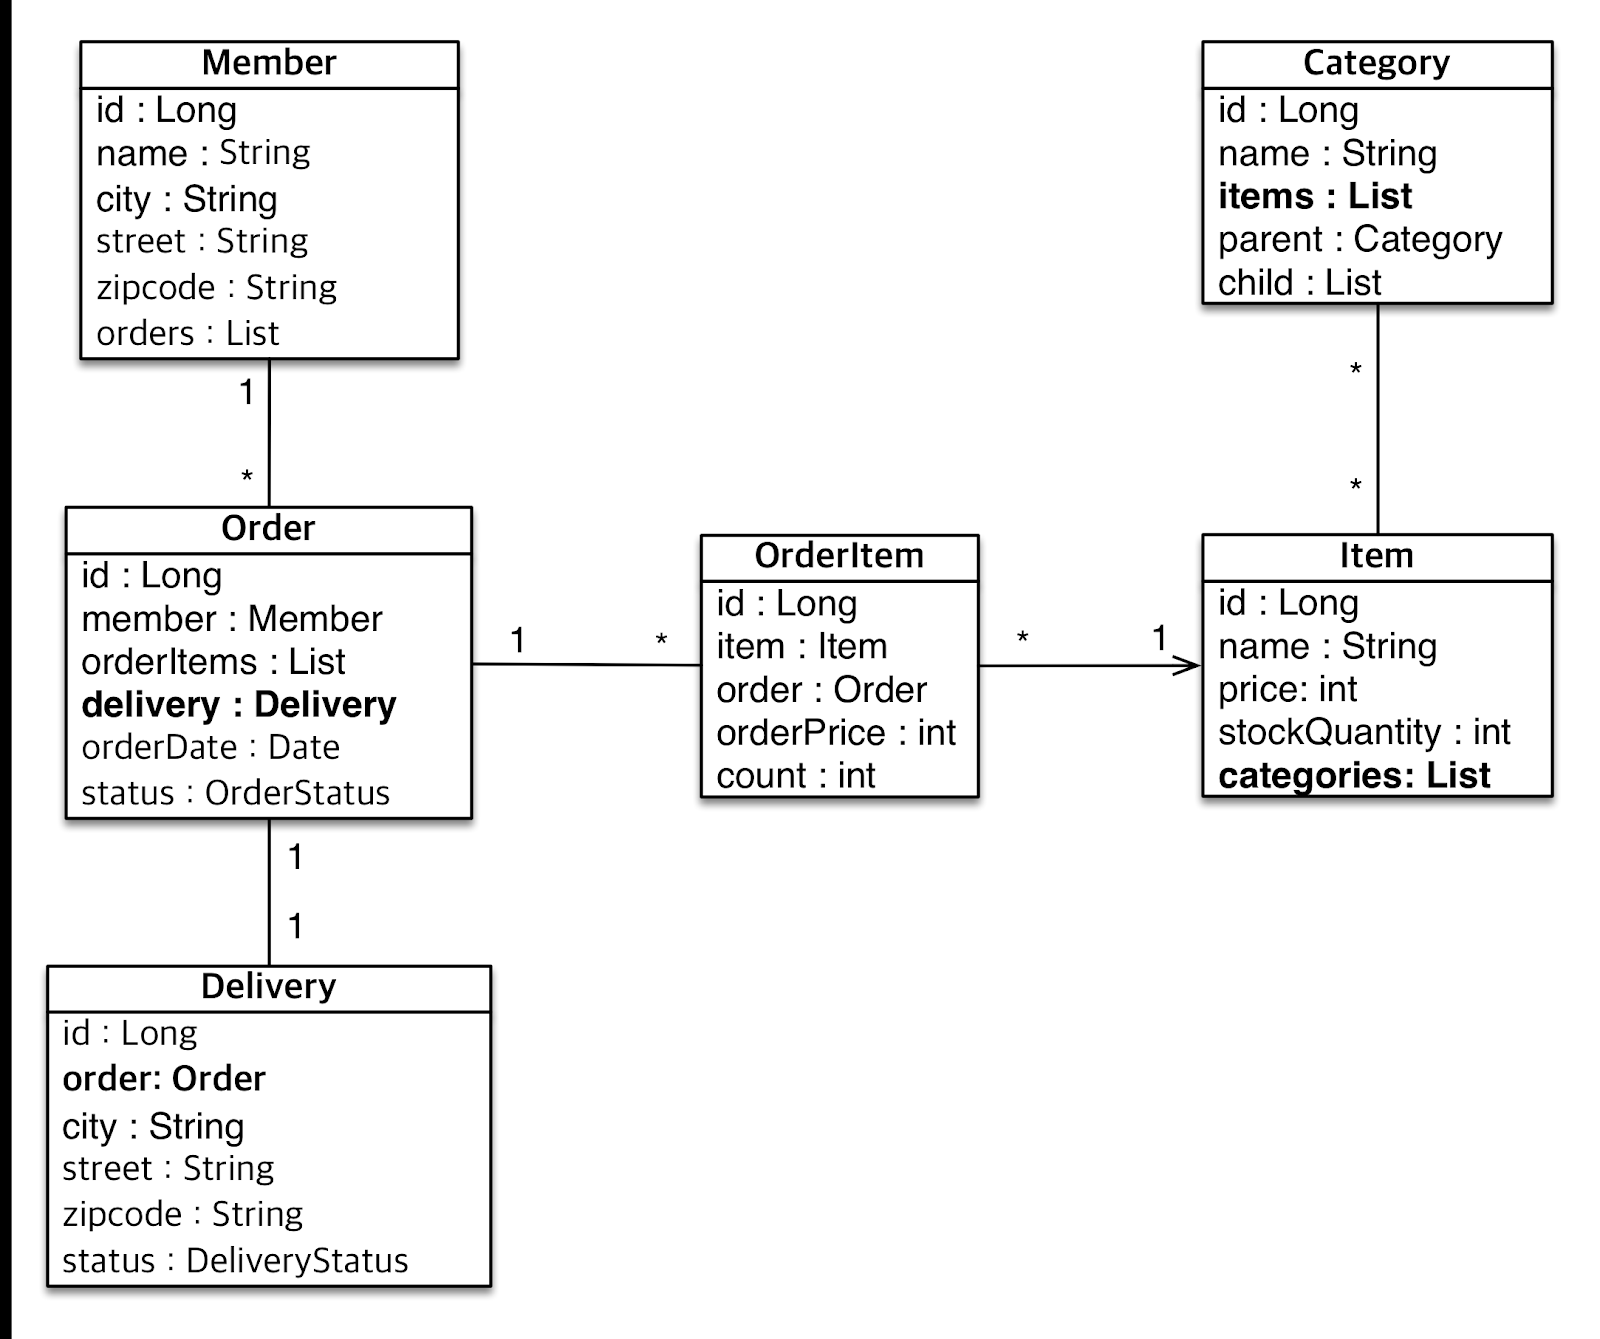 Member
id : Long
name : String
city : String
street : String
zipcode : String
orders : List
1
*
Order
id : Long
member : Member
orderItems : List
delivery : Delivery
orderDate : Date
status : OrderStatus
1
*
OrderItem
id : Long
item : Item
order : Order
orderPrice : int
count : int
*
1
Category
id : Long
name : String
items : List
parent : Category
child : List
*
*
Item
id : Long
name : String
price: int
stockQuantity : int
categories: List
1
1
Delivery
id : Long
order: Order
city : String
street : String
zipcode : String
status : DeliveryStatus